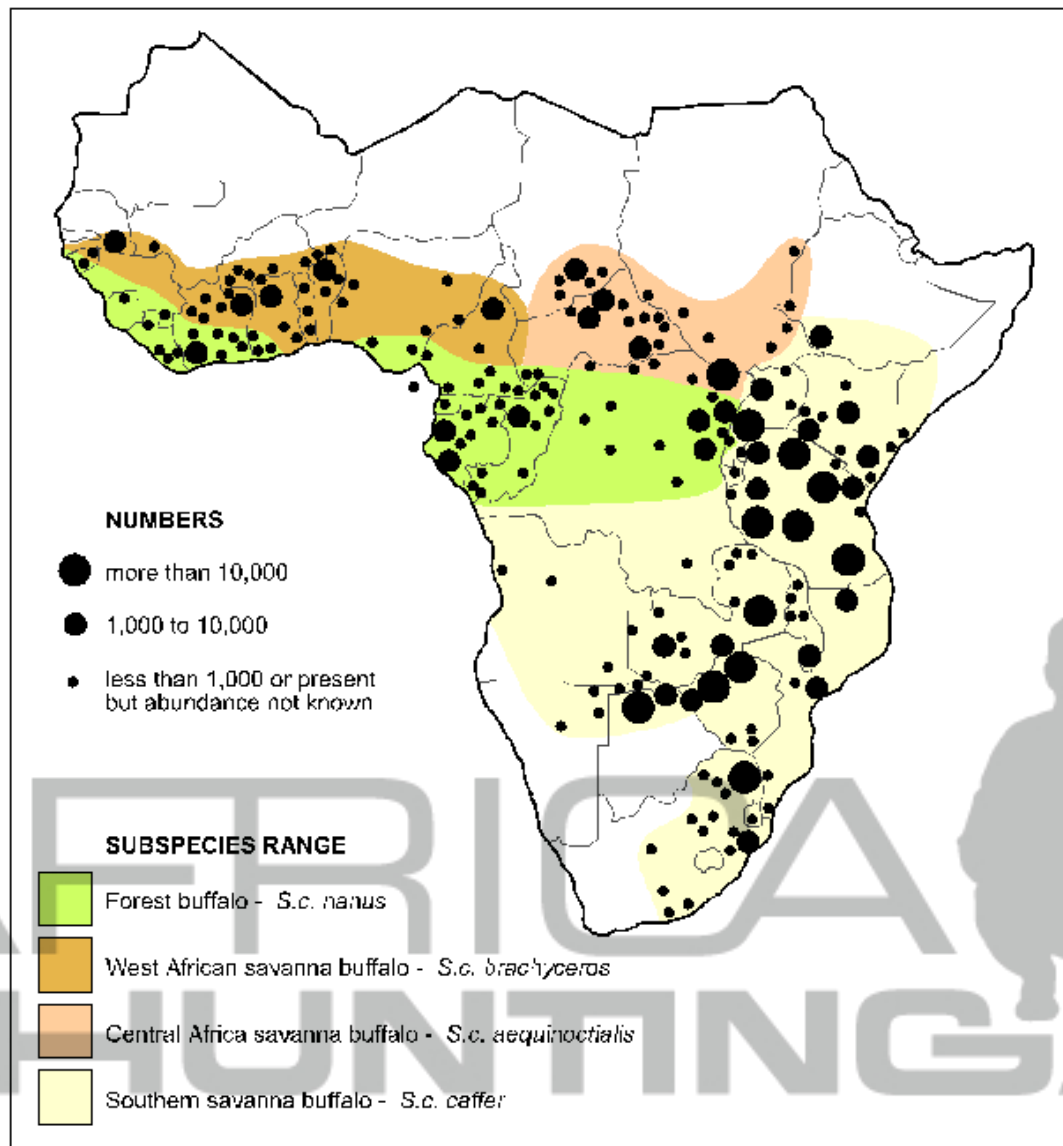 NUMBERS
more than 10,000
1,000 to 10,000
less than 1,000 or present
but abundance not known
SUBSPECIES RANGE
Forest buffalo - S.c. nanus
West African savanna buffalo - S.c. brachyceros
Central Africa savanna buffalo - S.c. aequinoctialis
Southern savanna buffalo - S.c. caffer
AFRICA
HUNTING